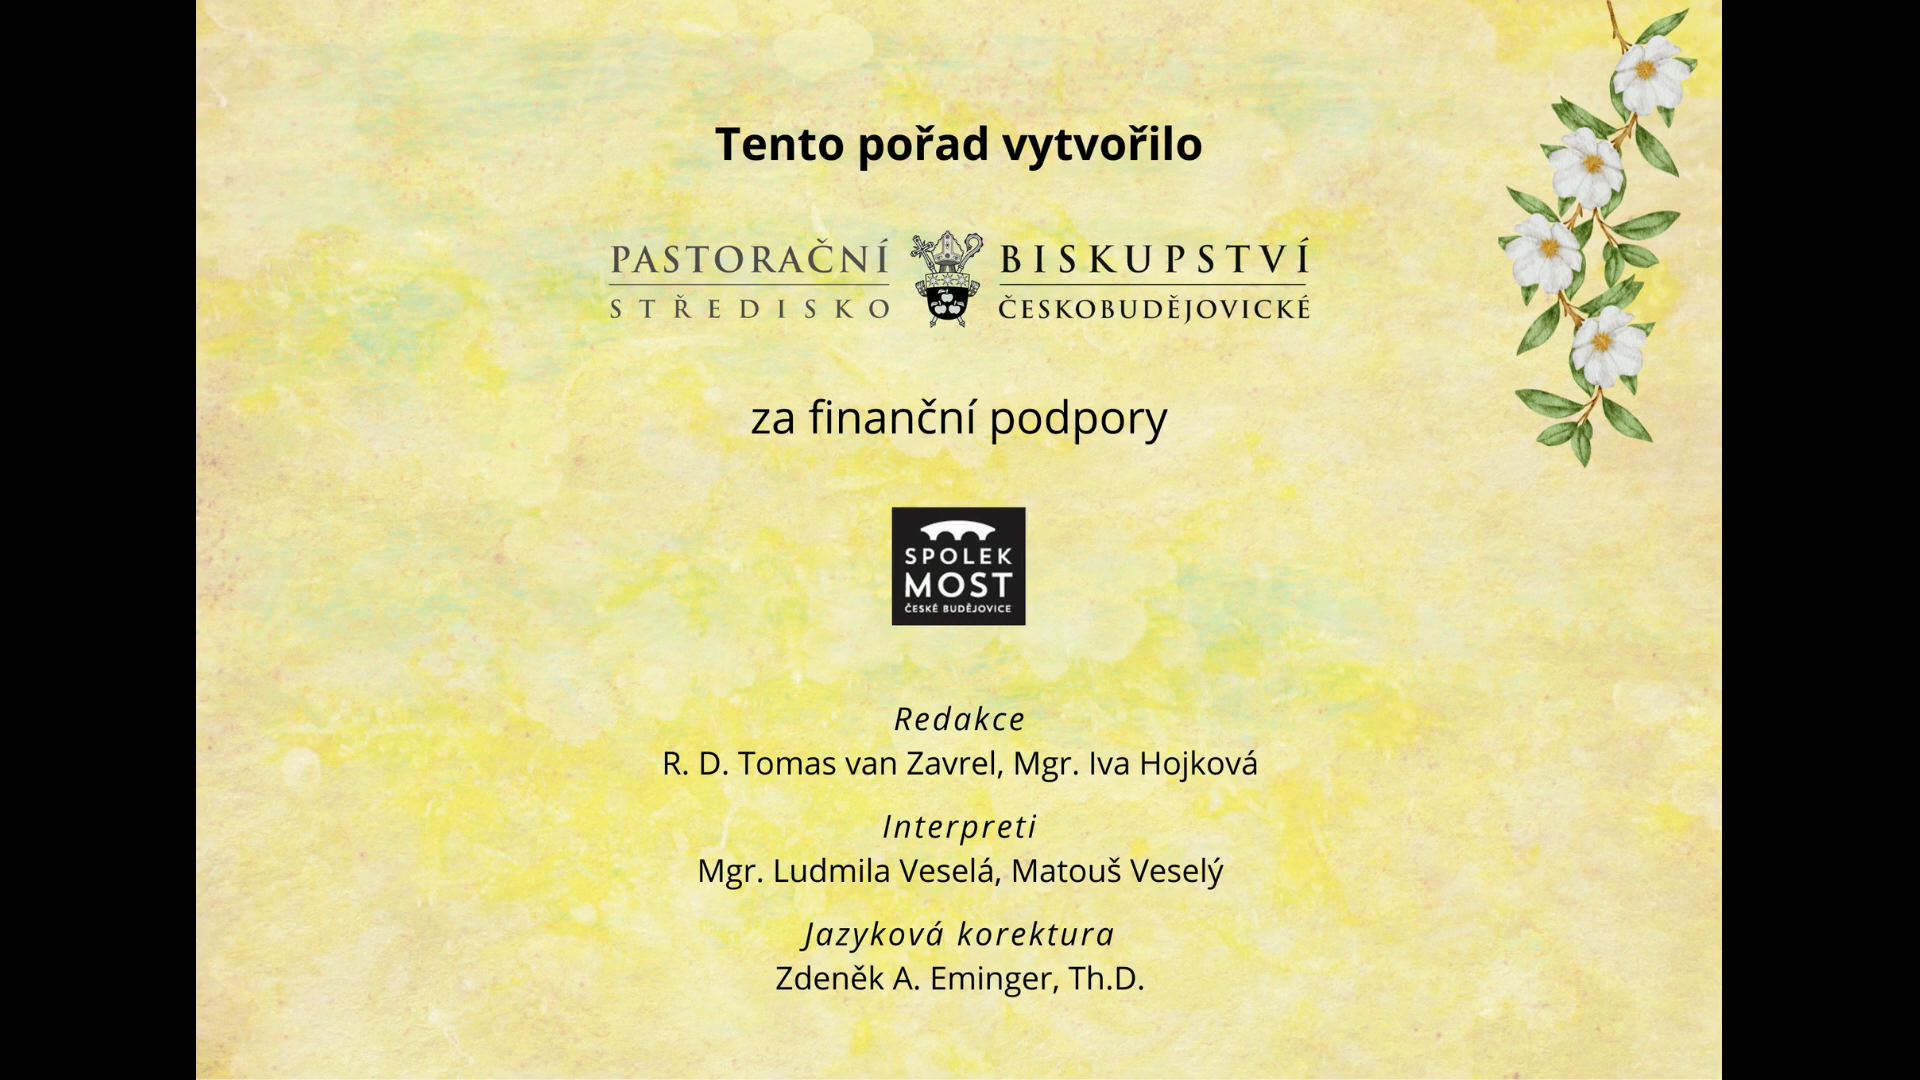 Tento pořad vytvořilo
PASTORAČNÍ
STŘEDISKO
BISKUPSTVÍ
ČESKOBUDĚJOVICKÉ
za finanční podpory
SPOLEK
MOST
ČESKÉ BUDĚJOVICE
Redakce
R. D. Tomas van Zavrel, Mgr. Iva Hojková
Interpreti
Mgr. Ludmila Veselá, Matouš Veselý
Jazyková korektura
Zdeněk A. Eminger, Th.D.